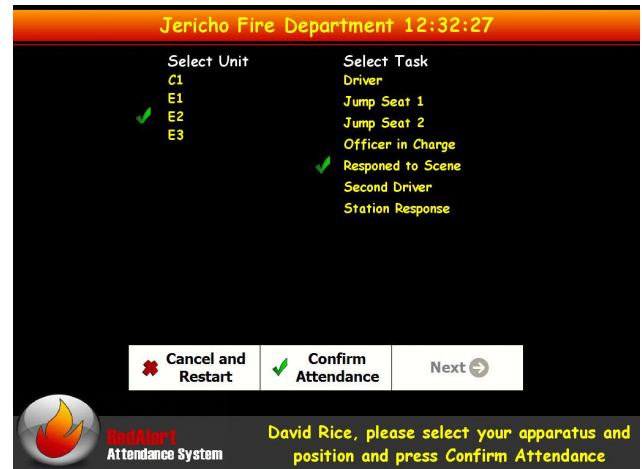 Jericho Fire Department 12:32:27
Select Unit
C1
E1
E2
E3
Select Task
Driver
Jump Seat 1
Jump Seat 2
Officer in Charge
Responed to Scene
Second Driver
Station Response
Cancel and
Restart
Confirm
Attendance
Next
RedAlert
Attendance System
David Rice, please select your apparatus and
position and press Confirm Attendance